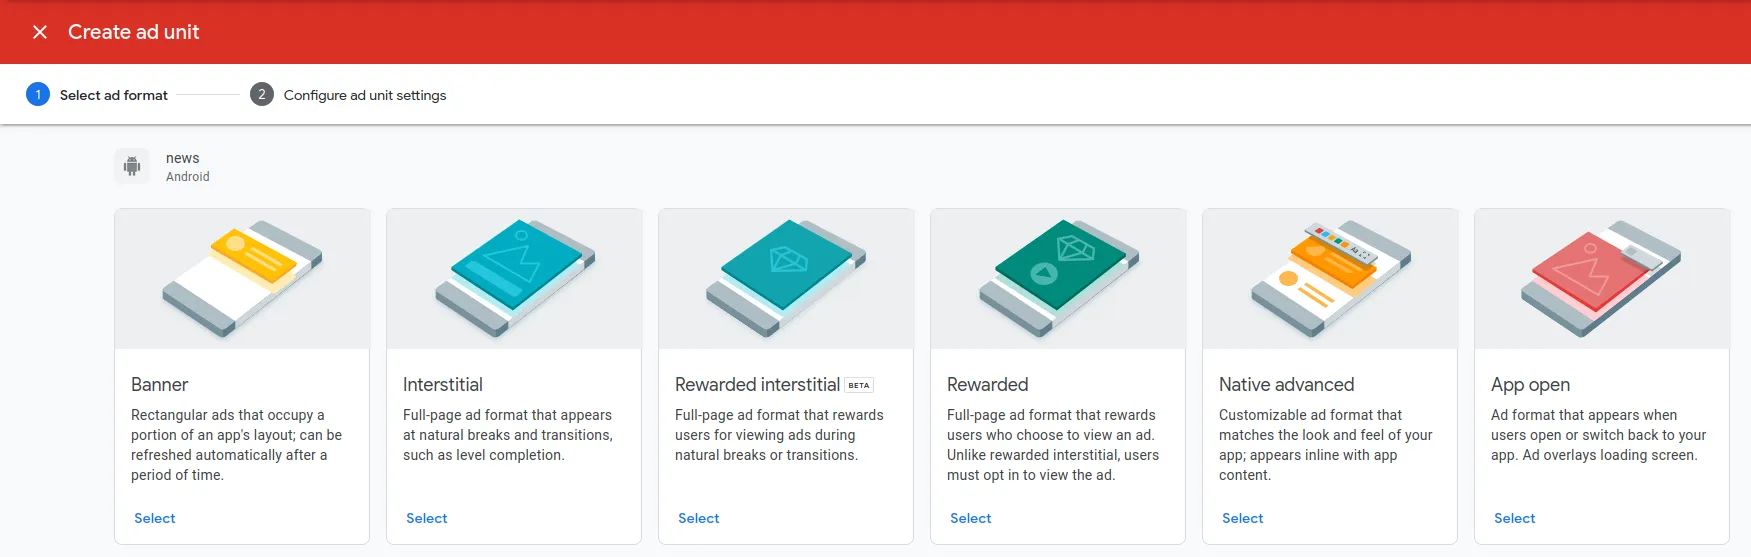 Create ad unit
1 Select ad format 2 Configure ad unit settings
news
Android
Banner
Rectangular ads that occupy a
portion of an app's layout; can be
refreshed automatically after a
period of time.
Select
Interstitial
Full-page ad format that appears
at natural breaks and transitions,
such as level completion.
Select
Rewarded interstitial BETA
Full-page ad format that rewards
users for viewing ads during
natural breaks or transitions.
Select
Rewarded
Full-page ad format that rewards
users who choose to view an ad.
Unlike rewarded interstitial, users
must opt in to view the ad.
Select
Aa
Native advanced
Customizable ad format that
matches the look and feel of your
app; appears inline with app
content.
Select
App open
Ad format that appears when
users open or switch back to your
app. Ad overlays loading screen.
Select